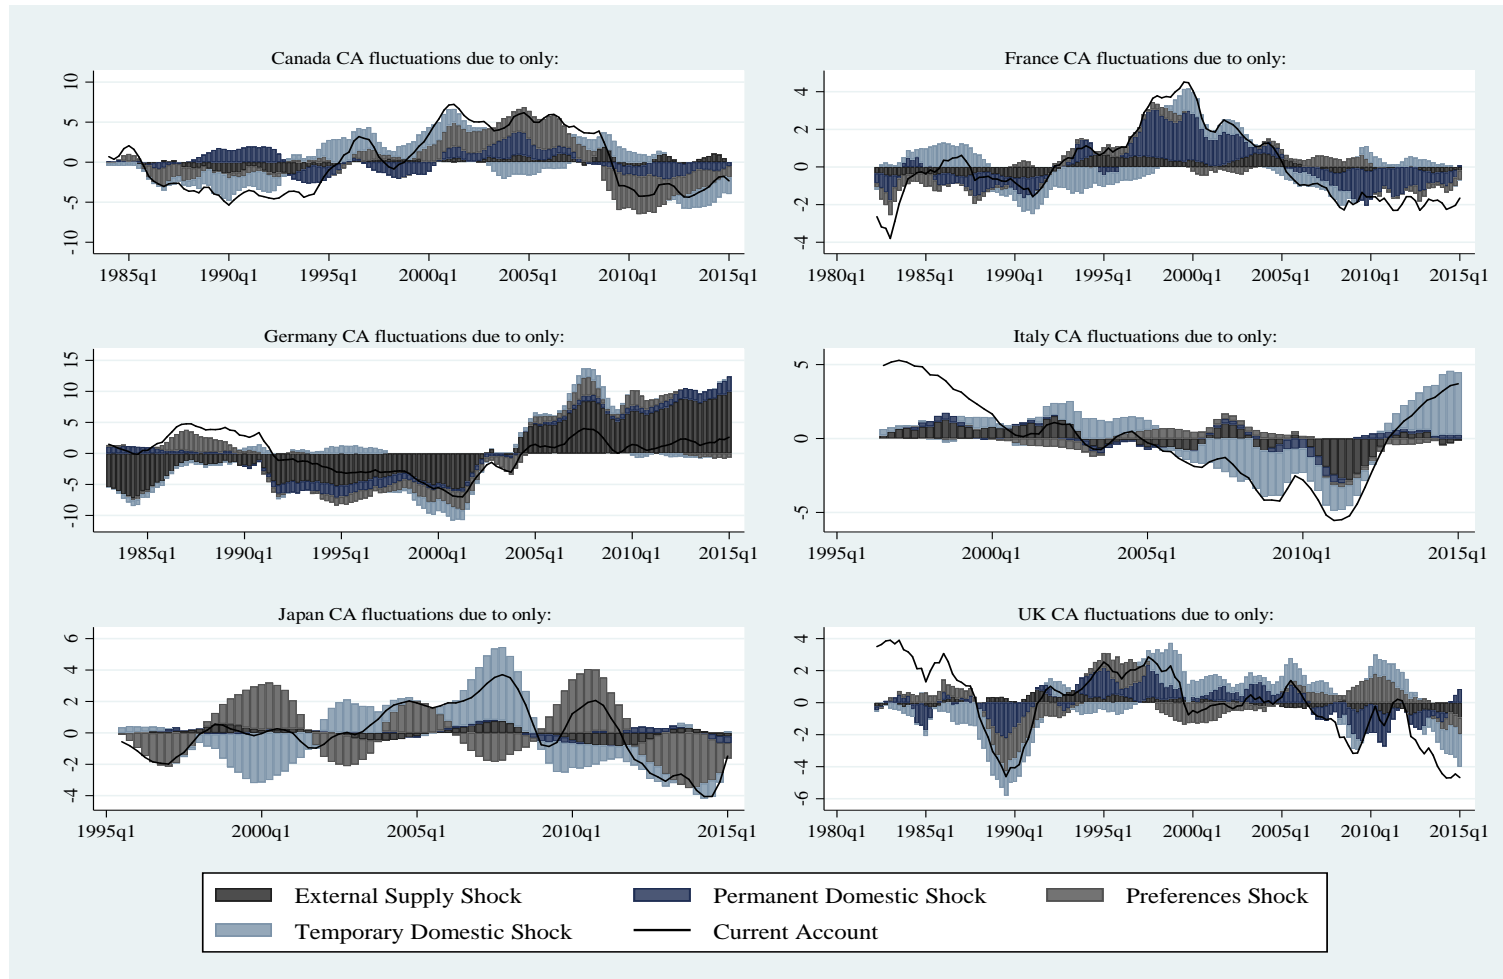 Canada CA fluctuations due to only:
10
5
0
-5
-10
1985q1 1990q1 1995q1 2000q1 2005q1 2010q1 2015q1
France CA fluctuations due to only:
4
2
0
-2
-4
1980q1 1985q1 1990q1 1995q1 2000q1 2005q1 2010q1 2015q1
Germany CA fluctuations due to only:
15
10
5
0
-5
-10
1985q1 1990q1 1995q1 2000q1 2005q1 2010q1 2015q1
Italy CA fluctuations due to only:
5
0
-5
1995q1 2000q1 2005q1 2010q1 2015q1
Japan CA fluctuations due to only:
6
4
2
0
-2
-4
1995q1 2000q1 2005q1 2010q1 2015q1
UK CA fluctuations due to only:
4
2
0
-2
-4
-6
1980q1 1985q1 1990q1 1995q1 2000q1 2005q1 2010q1 2015q1
External Supply Shock Permanent Domestic Shock Preferences Shock
Temporary Domestic Shock Current Account